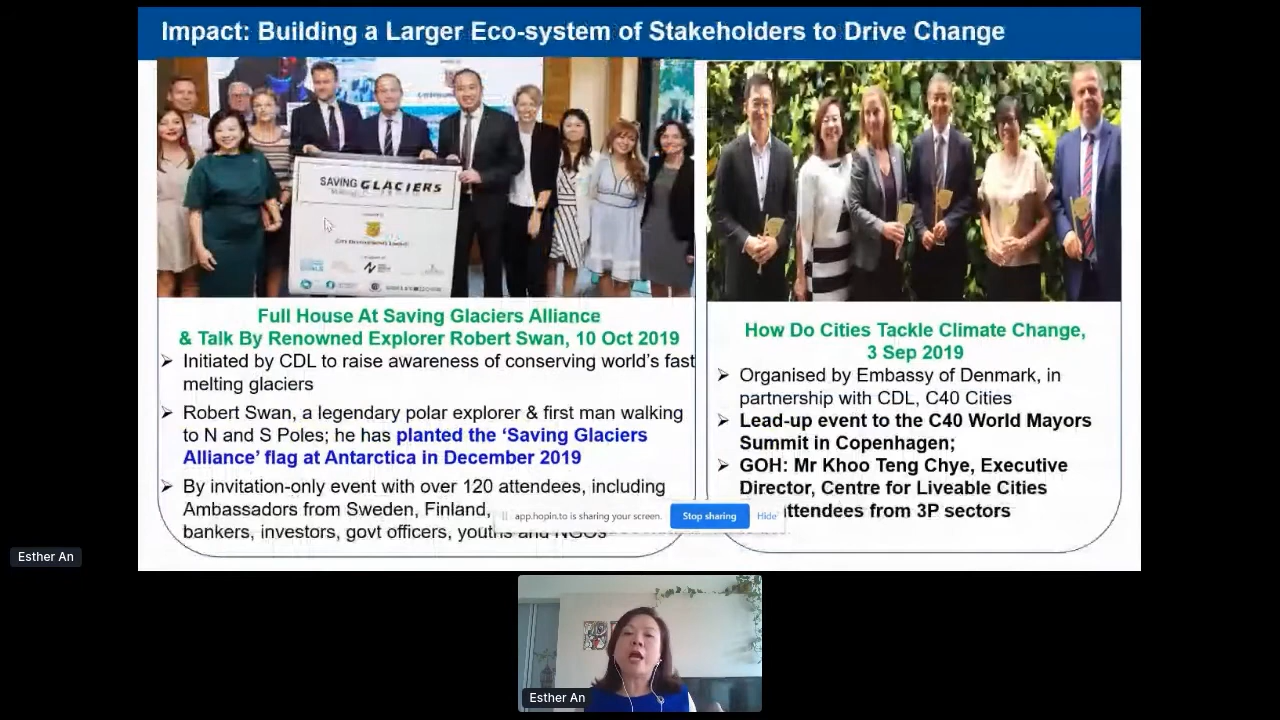 Impact: Building a Larger Eco-system of Stakeholders to Drive Change
SAVING GLACIERS
Full House At Saving Glaciers Alliance
& Talk By Renowned Explorer Robert Swan, 10 Oct 2019
➢ Initiated by CDL to raise awareness of conserving world's fast
melting glaciers
➢ Robert Swan, a legendary polar explorer & first man walking
to N and S Poles; he has planted the 'Saving Glaciers
Alliance' flag at Antarctica in December 2019
➢ By invitation-only event with over 120 attendees, including
Ambassadors from Sweden, Finland,
bankers, investors, govt officers, youths and NGOs
How Do Cities Tackle Climate Change,
3 Sep 2019
➢ Organised by Embassy of Denmark, in
partnership with CDL, C40 Cities
➢ Lead-up event to the C40 World Mayors
Summit in Copenhagen;
➢ GOH: Mr Khoo Teng Chye, Executive
Director, Centre for Liveable Cities
attendees from 3P sectors
app.hopin.to is sharing your screen.
Stop sharing
Hide
Esther An
Esther An